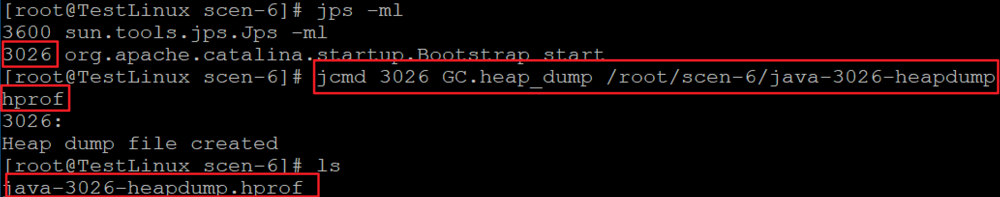 [root@TestLinux scen-6]# jps -ml
3600 sun.tools.jps.Jps -ml
3026 org.apache.catalina.startup.Bootstrap start
[root@TestLinux scen-6]# jcmd 3026 GC.heap_dump /root/scen-6/java-3026-heapdump
hprof
3026:
Heap dump file created
[root@TestLinux scen-6]# ls
java-3026-heapdump.hprof